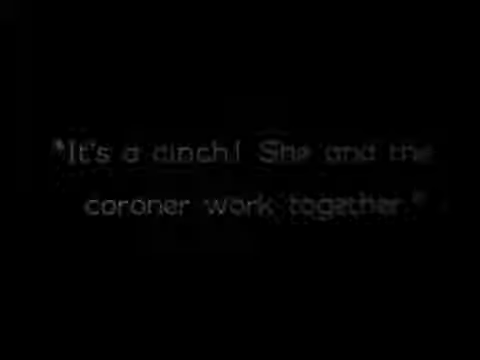 "It's a cinch! She and the
coroner work together."